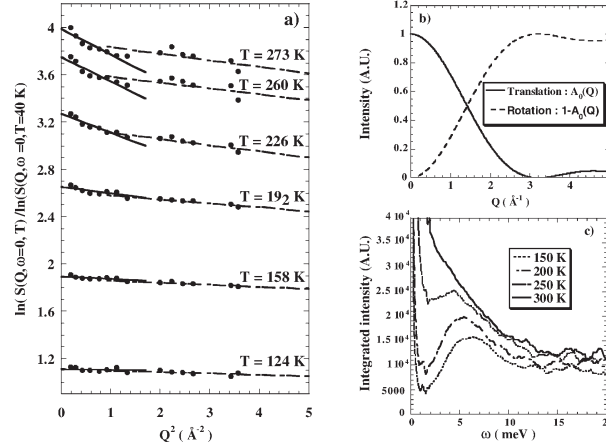 a)
ln( S(Q,ω=0, T) /ln(S(Q,ω=0,T=40 K)
4
3.6
3.2
2.8
2.4
2
1.6
1.2
T = 273 K
T = 260 K
T = 226 K
T = 192 K
T = 158 K
T = 124 K
0 1 2 3 4 5
Q² ( Å⁻²)
b)
Intensity (A.U.)
1
0.8
0.6
0.4
0.2
0
Translation : A₀(Q)
Rotation : 1-A₀(Q)
0 1 2 3 4
Q ( Å⁻¹)
c)
Integrated intensity (A.U.)
4 10⁴
3.5 10⁴
3 10⁴
2.5 10⁴
2 10⁴
1.5 10⁴
1 10⁴
5000
0
150 K
200 K
250 K
300 K
0 5 10 15 2
ω ( meV)